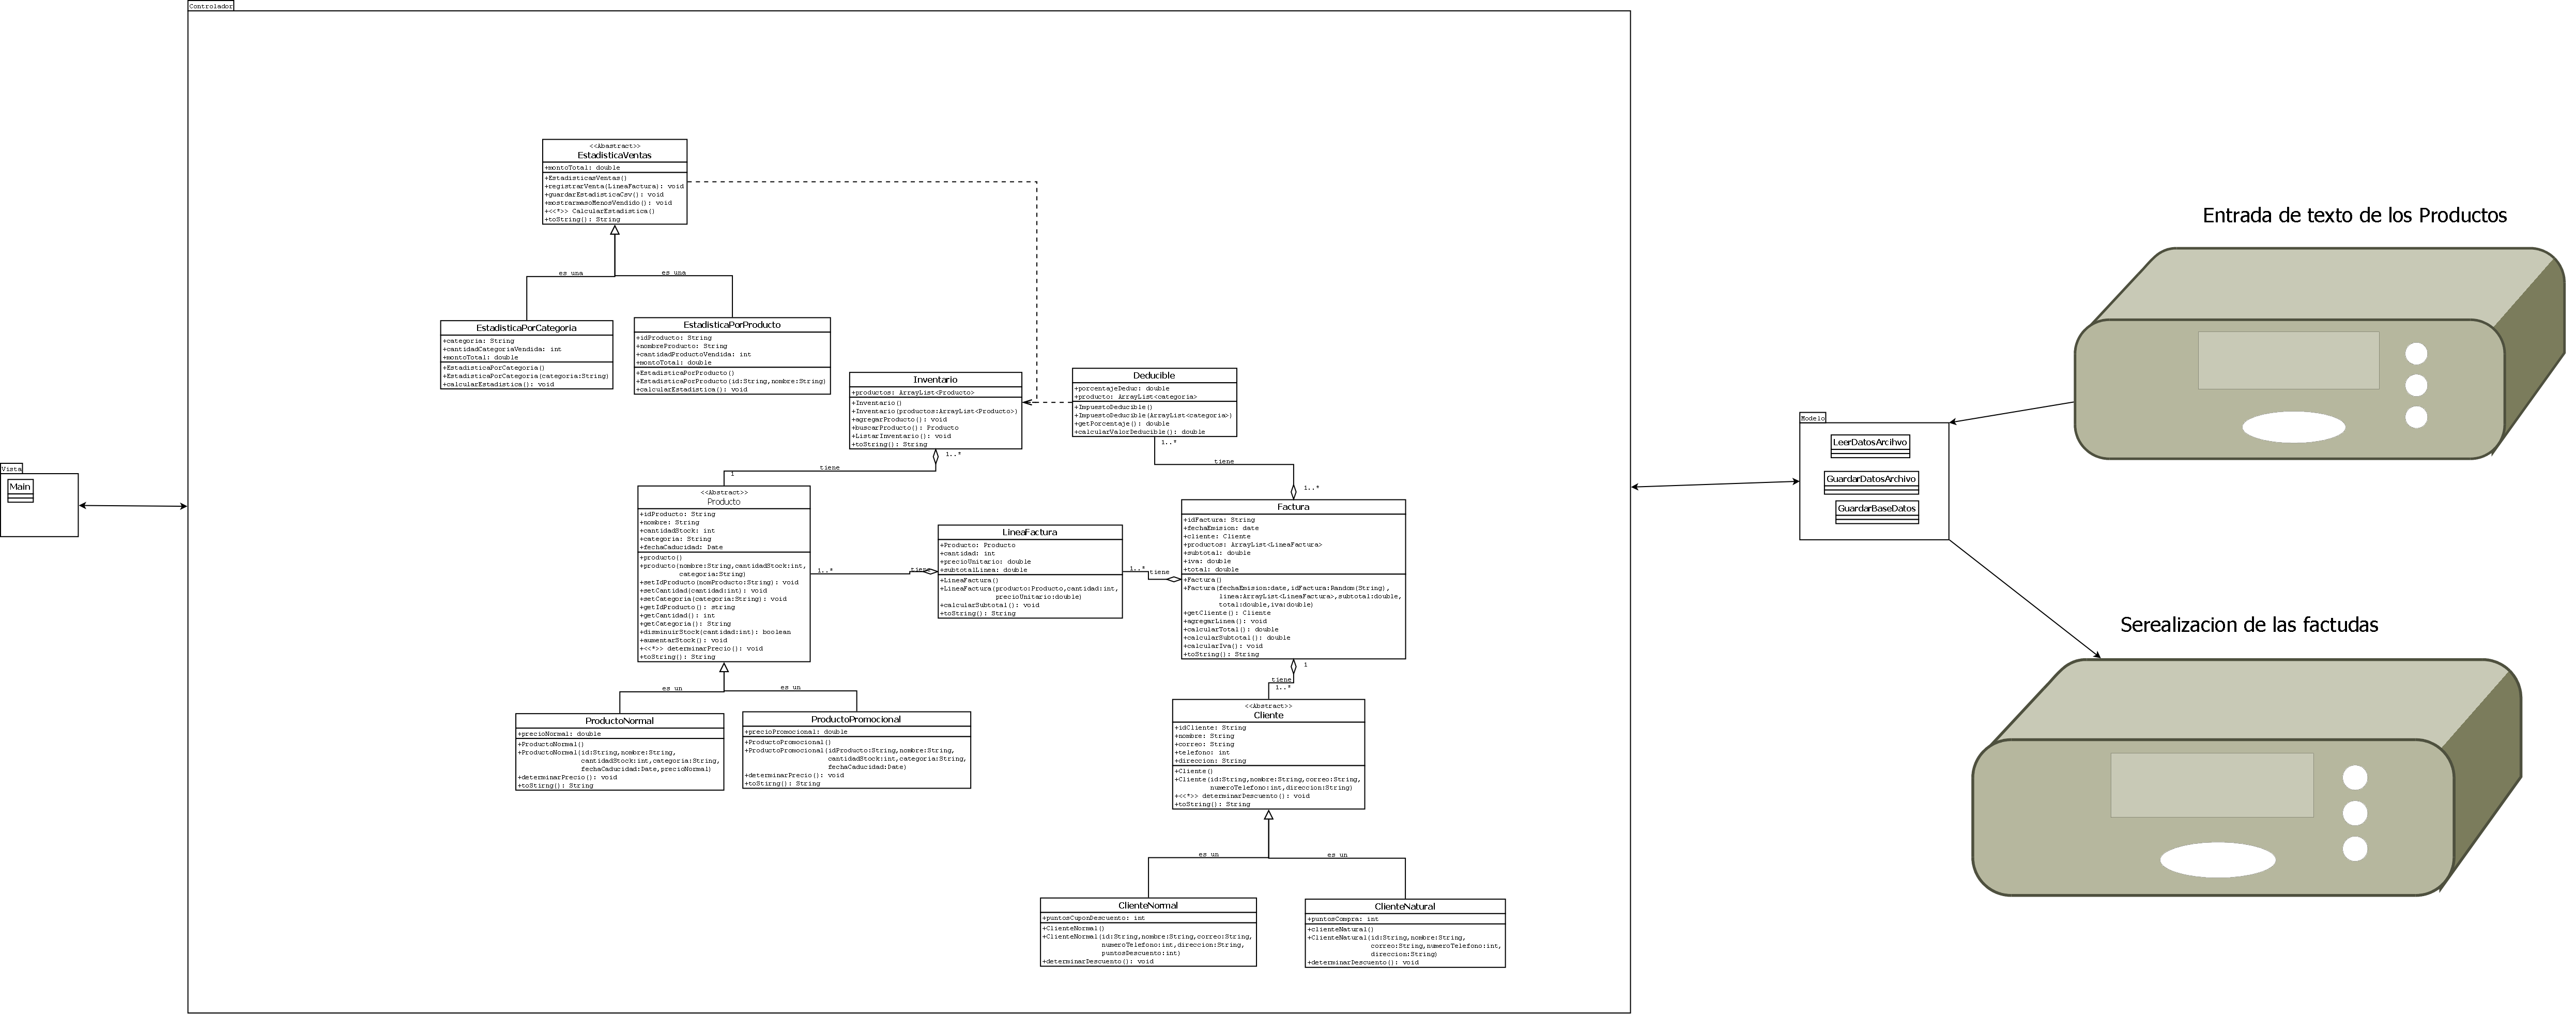 Controlador
<<Abastract>>
EstadisticaVentas
+montoTotal: double
+EstadisticasVentas()
+registrarVenta(LineaFactura): void
+guardarEstadisticaCsv(): void
+mostrarmasoMenosVendido(): void
+<<*>> CalcularEstadistica()
+toString(): String
es una
es una
EstadisticaPorCategoria
+categoria: String
+cantidadCategoriaVendida: int
+montoTotal: double
+EstadisticaPorCategoria()
+EstadisticaPorCategoria(categoria:String)
+calcularEstadistica(): void
EstadisticaPorProducto
+idProducto: String
+nombreProducto: String
+cantidadProductoVendida: int
+montoTotal: double
+EstadisticaPorProducto()
+EstadisticaPorProducto(id:String,nombre:String)
+calcularEstadistica(): void
Inventario
+productos: ArrayList<Producto>
+Inventario()
+Inventario(productos:ArrayList<Producto>)
+agregarProducto(): void
+buscarProducto(): Producto
+ListarInventario(): void
+toString(): String
Deducible
+porcentajeDeduc: double
+producto: ArrayList<categoria>
+ImpuestoDeducible()
+ImpuestoDeducible(ArrayList<categoria>)
+getPorcentaje(): double
+calcularValorDeducible(): double
1..*
tiene
1
1..*
tiene
1..*
<<Abstract>>
Producto
+idProducto: String
+nombre: String
+cantidadStock: int
+categoria: String
+fechaCaducidad: Date
+producto()
+producto(nombre:String,cantidadStock:int,
categoria:String)
+setIdProducto(nomProducto:String): void
+setCantidad(cantidad:int): void
+setCategoria(categoria:String): void
+getIdProducto(): string
+getCantidad(): int
+getCategoria(): String
+disminuirStock(cantidad:int): boolean
+aumentarStock(): void
+<<*>> determinarPrecio(): void
+toString(): String
1..*
tiene
LineaFactura
+Producto: Producto
+cantidad: int
+precioUnitario: double
+subtotalLinea: double
+LineaFactura()
+LineaFactura(producto:Producto,cantidad:int,
precioUnitario:double)
+calcularSubtotal(): void
+toString(): String
1..*
tiene
Factura
+idFactura: String
+fechaEmision: date
+cliente: Cliente
+productos: ArrayList<LineaFactura>
+subtotal: double
+iva: double
+total: double
+Factura()
+Factura(fechaEmision:date,idFactura:Random(String),
linea:ArrayList<LineaFactura>,subtotal:double,
total:double,iva:double)
+getCliente(): Cliente
+agregarLinea(): void
+calcularTotal(): double
+calcularSubtotal(): double
+calcularIva(): void
+toString(): String
1
tiene
1..*
es un
es un
ProductoNormal
+precioNormal: double
+ProductoNormal()
+ProductoNormal(id:String,nombre:String,
cantidadStock:int,categoria:String,
fechaCaducidad:Date,precioNormal)
+determinarPrecio(): void
+toStirng(): String
ProductoPromocional
+precioPromocional: double
+ProductoPromocional()
+ProductoPromocional(idProducto:String,nombre:String,
cantidadStock:int,categoria:String,
fechaCaducidad:Date)
+determinarPrecio(): void
+toStirng(): String
<<Abstract>>
Cliente
+idCliente: String
+nombre: String
+correo: String
+telefono: int
+direccion: String
+Cliente()
+Cliente(id:String,nombre:String,correo:String,
numeroTelefono:int,direccion:String)
+<<*>> determinarDescuento(): void
+toString(): String
es un
es un
ClienteNormal
+puntosCuponDescuento: int
+ClienteNormal()
+ClienteNormal(id:String,nombre:String,correo:String,
numeroTelefono:int,direccion:String,
puntosDescuento:int)
+determinarDescuento(): void
ClienteNatural
+puntosCompra: int
+clienteNatural()
+ClienteNatural(id:String,nombre:String,
correo:String,numeroTelefono:int,
direccion:String)
+determinarDescuento(): void
Vista
Main
Modelo
LeerDatosArcihvo
GuardarDatosArchivo
GuardarBaseDatos
Entrada de texto de los Productos
Serealizacion de las factudas